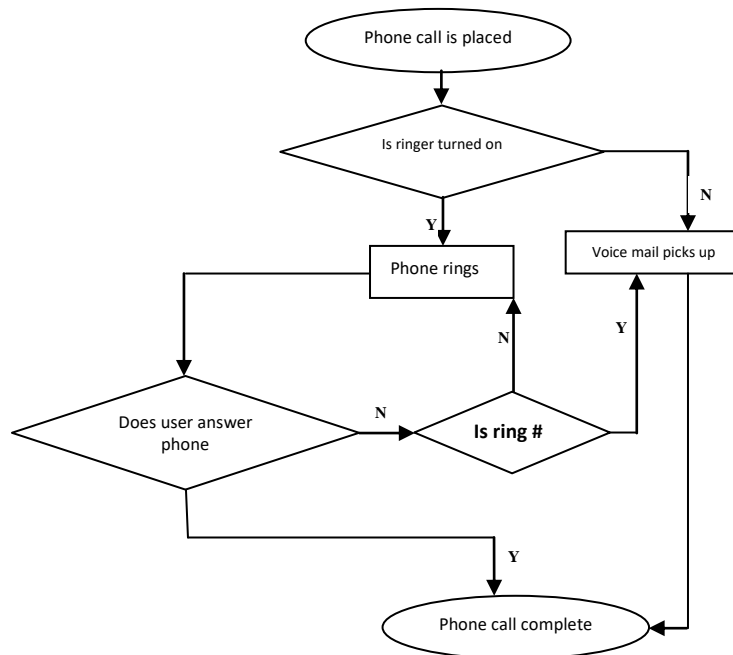 Phone call is placed
Is ringer turned on
N
Y
Phone rings
Voice mail picks up
N
Y
Does user answer
phone
N
Is ring #
Y
Phone call complete